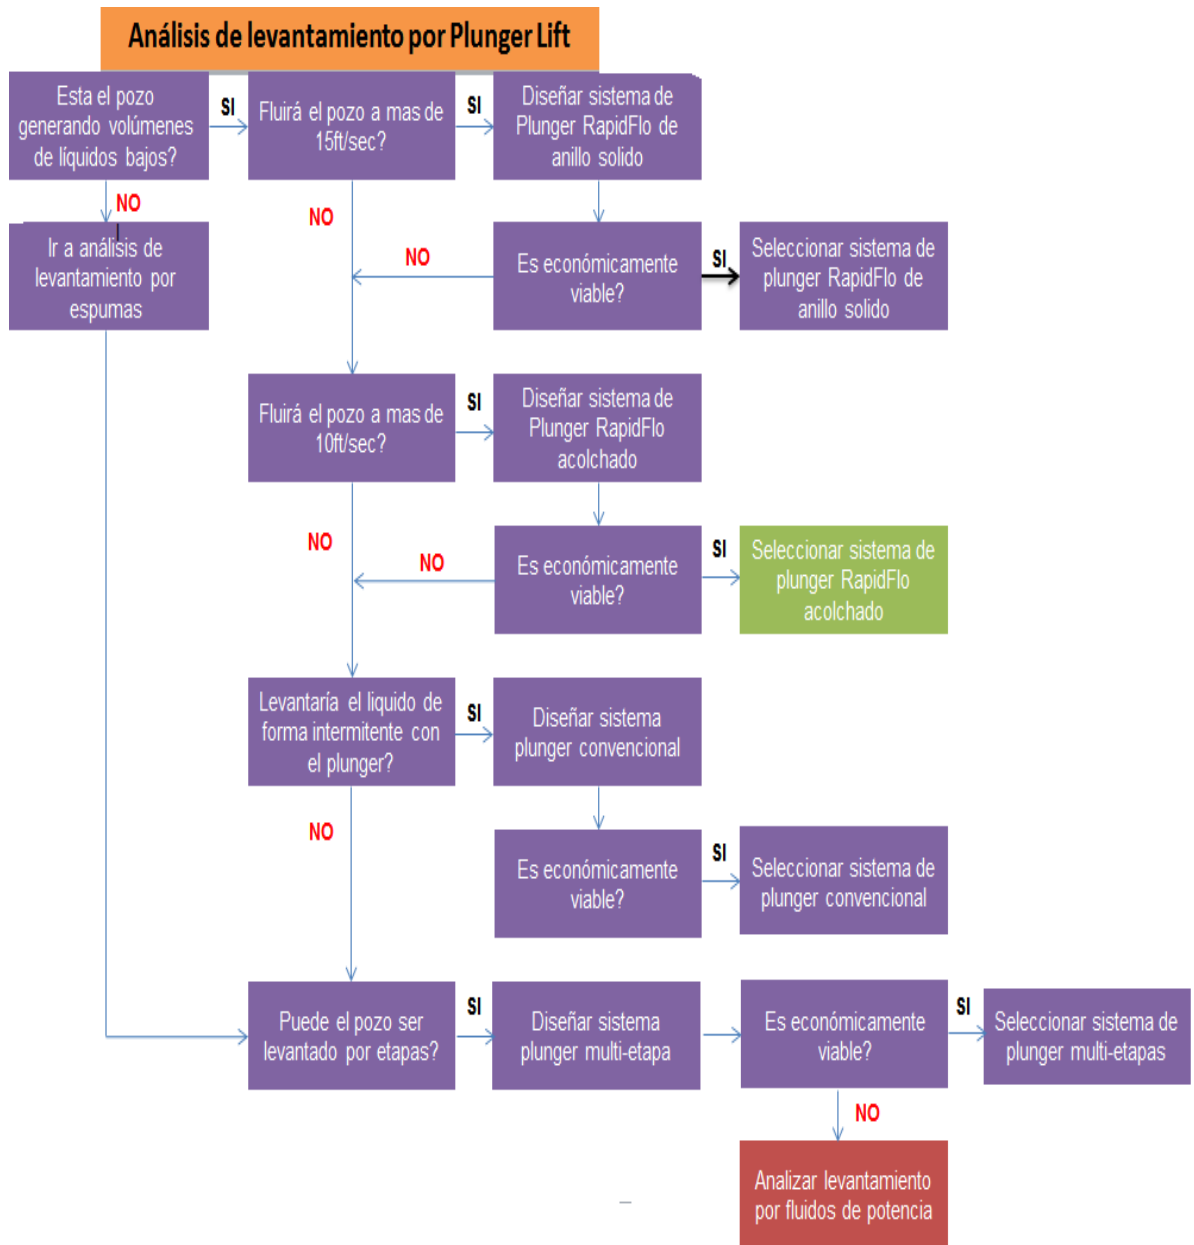 Análisis de levantamiento por Plunger Lift
Esta el pozo
generando volúmenes
de líquidos bajos?
SI
Fluirá el pozo a mas de
15ft/sec?
SI
Diseñar sistema de
Plunger RapidFlo de
anillo solido
NO
NO
Ir a análisis de
levantamiento por
espumas
NO
Es económicamente
viable?
SI
Seleccionar sistema de
plunger RapidFlo de
anillo solido
Fluirá el pozo a mas de
10ft/sec?
SI
Diseñar sistema de
Plunger RapidFlo
acolchado
NO
NO
Es económicamente
viable?
SI
Seleccionar sistema de
plunger RapidFlo
acolchado
Levantaría el liquido de
forma intermitente con
el plunger?
SI
Diseñar sistema
plunger convencional
NO
Es económicamente
viable?
SI
Seleccionar sistema de
plunger convencional
Puede el pozo ser
levantado por etapas?
SI
Diseñar sistema
plunger multi-etapa
Es económicamente
viable?
SI
Seleccionar sistema de
plunger multi-etapas
NO
Analizar levantamiento
por fluidos de potencia